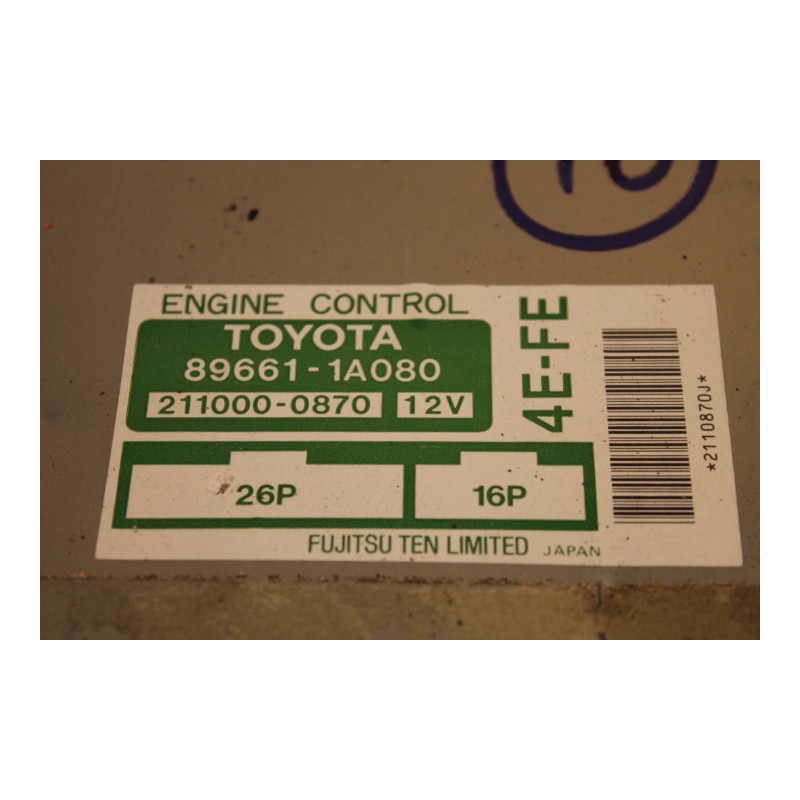 ENGINE CONTROL
TOYOTA
89661-1A080
211000-0870 12V
4E-FE
26P 16P
FUJITSU TEN LIMITED JAPAN
*2110870J*